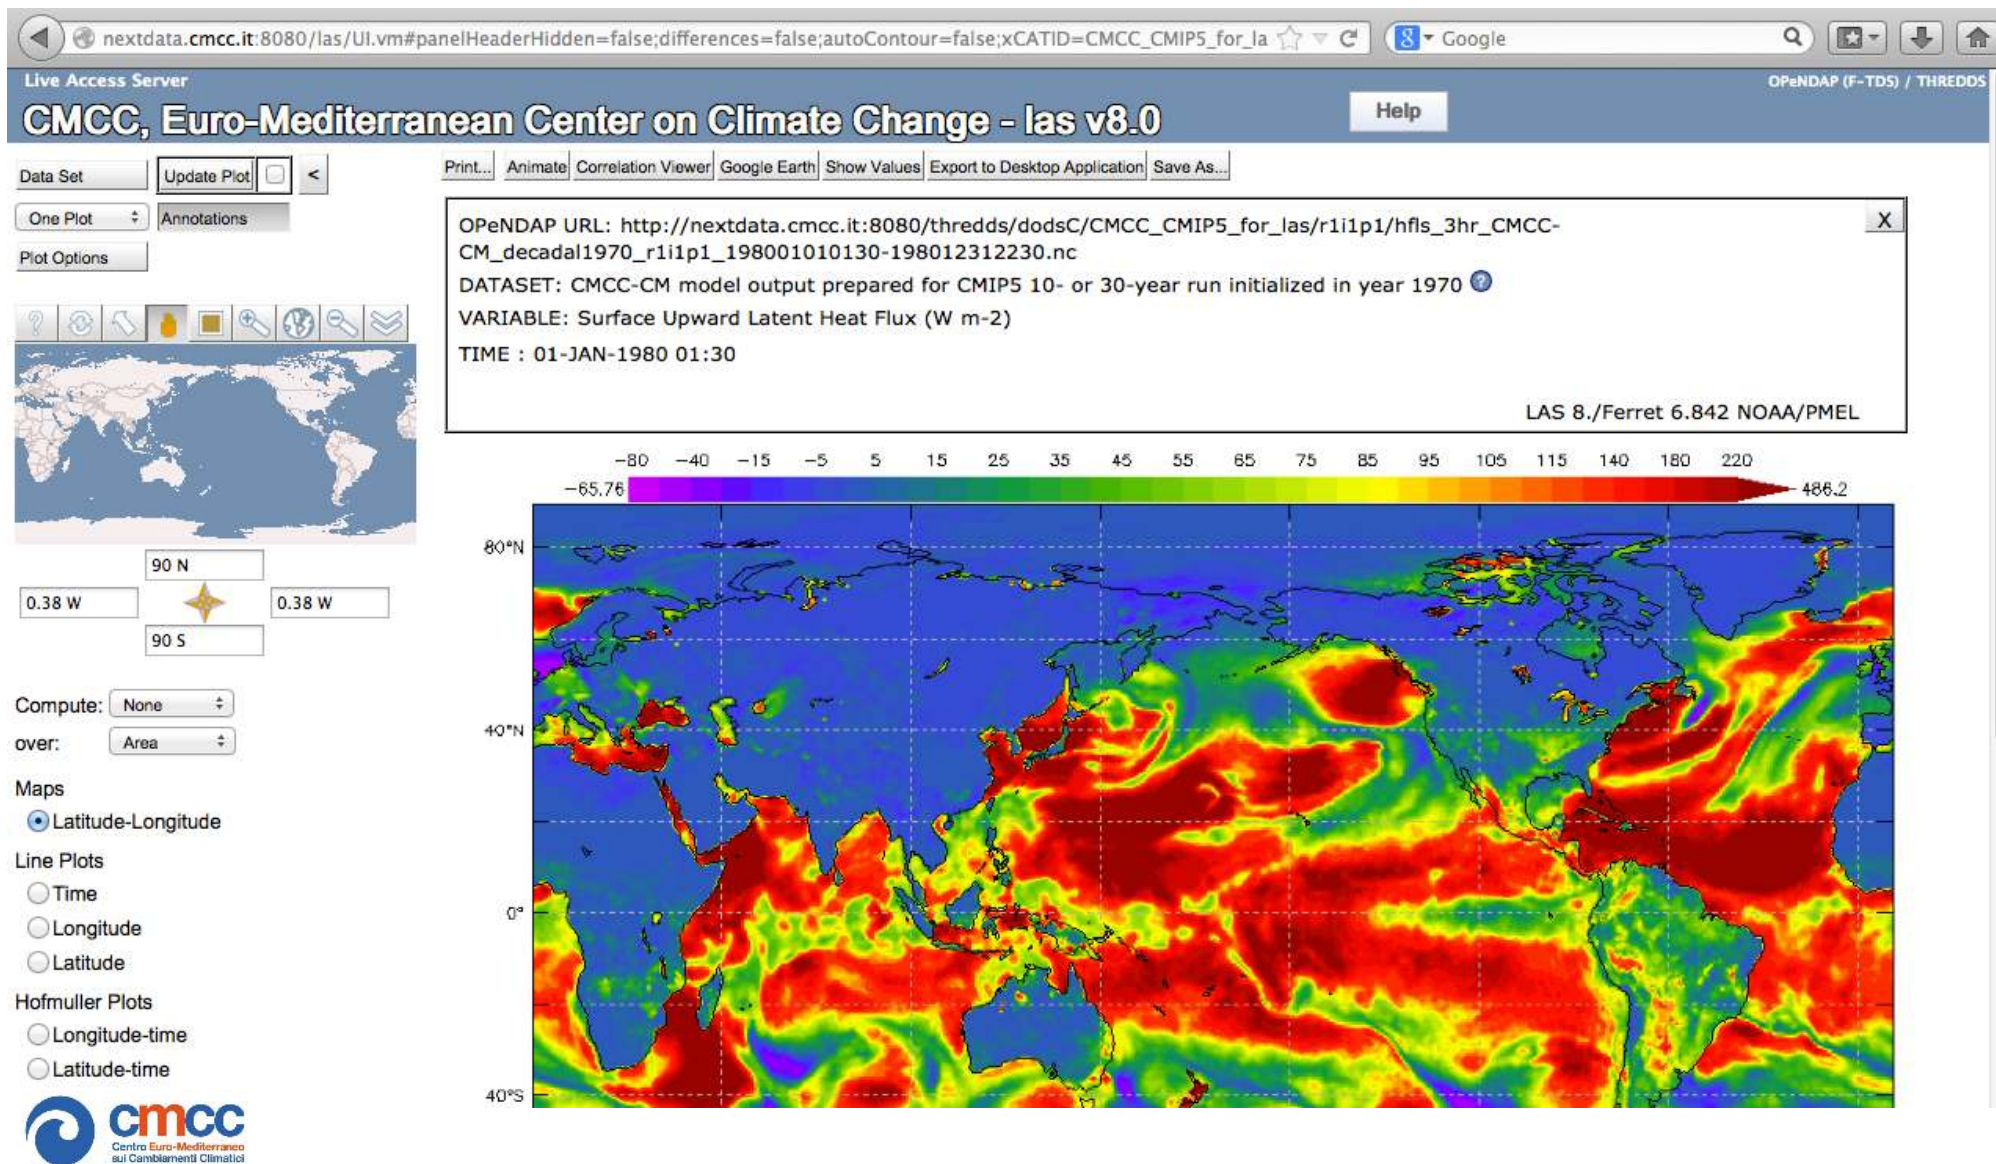 nextdata.cmcc.it:8080/las/UI.vm#panelHeaderHidden=false;differences=false;autoContour=false;xCATID=CMCC_CMIP5_for_la
8 Google
Live Access Server
OPeNDAP (F-TDS) / THREDDS
CMCC, Euro-Mediterranean Center on Climate Change - las v8.0
Help
Data Set
Update Plot
<
Print...
Animate
Correlation Viewer
Google Earth
Show Values
Export to Desktop Application
Save As...
One Plot
Annotations
Plot Options
OPeNDAP URL: http://nextdata.cmcc.it:8080/thredds/dodsC/CMCC_CMIP5_for_las/r1i1p1/hfls_3hr_CMCC-
CM_decadal1970_r1i1p1_198001010130-198012312230.nc
X
DATASET: CMCC-CM model output prepared for CMIP5 10- or 30-year run initialized in year 1970 ?
VARIABLE: Surface Upward Latent Heat Flux (W m-2)
TIME : 01-JAN-1980 01:30
LAS 8./Ferret 6.842 NOAA/PMEL
?
90 N
0.38 W
0.38 W
90 S
Compute: None
over: Area
Maps
Latitude-Longitude
Line Plots
Time
Longitude
Latitude
Hofmuller Plots
Longitude-time
Latitude-time
−80 −40 −15 −5 5 15 25 35 45 55 65 75 85 95 105 115 140 180 220
−65.76
486.2
80°N
40°N
0°
40°S
cmcc
Centro Euro-Mediterraneo
sui Cambiamenti Climatici